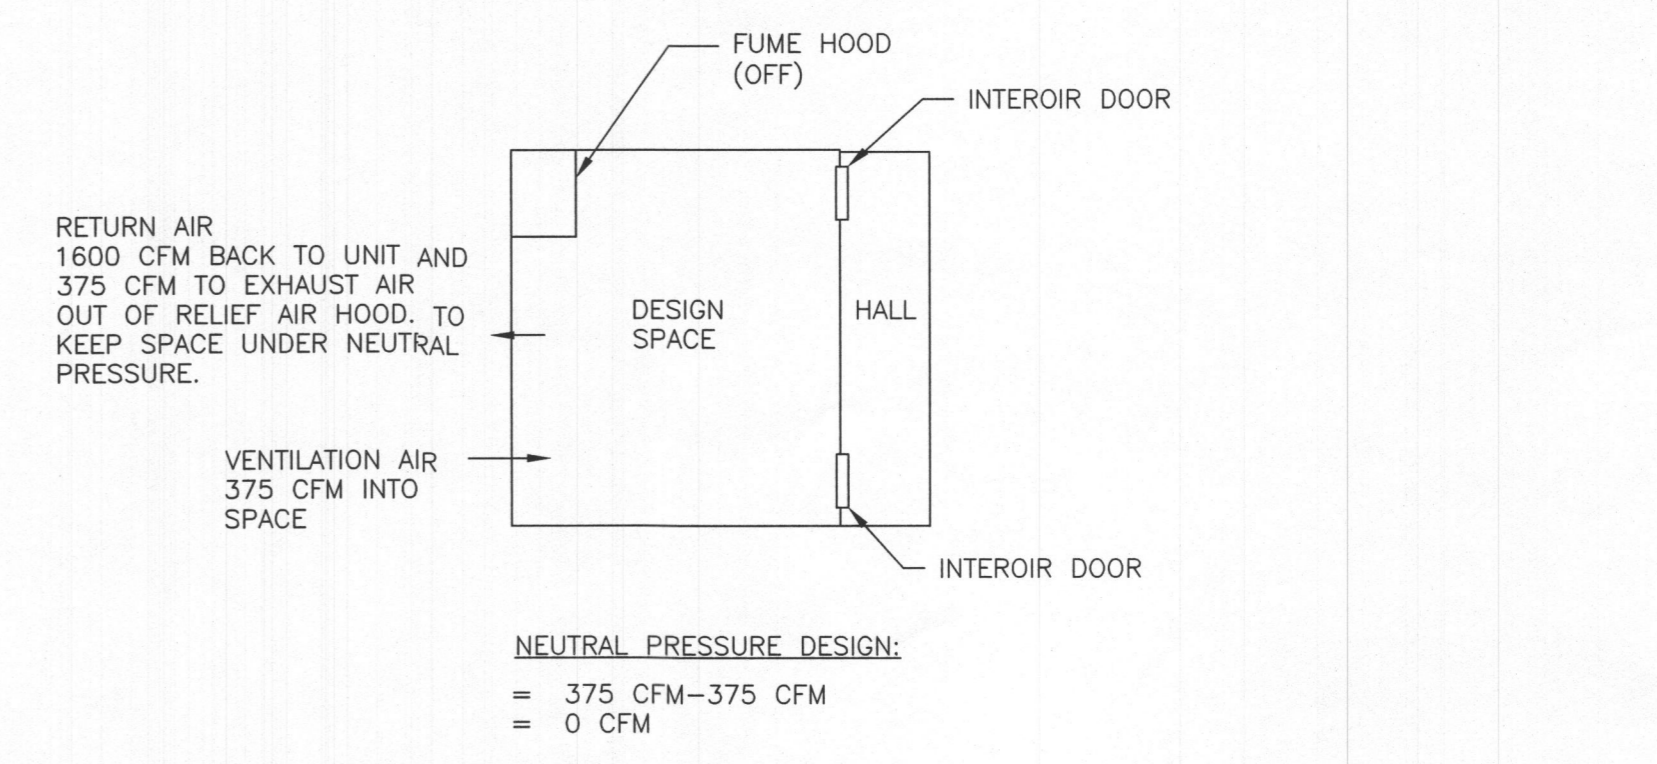 FUME HOOD
(OFF)
INTEROIR DOOR
RETURN AIR
1600 CFM BACK TO UNIT AND
375 CFM TO EXHAUST AIR
OUT OF RELIEF AIR HOOD. TO
KEEP SPACE UNDER NEUTRAL
PRESSURE.
DESIGN
SPACE
HALL
VENTILATION AIR
375 CFM INTO
SPACE
INTEROIR DOOR
NEUTRAL PRESSURE DESIGN:
= 375 CFM-375 CFM
= 0 CFM